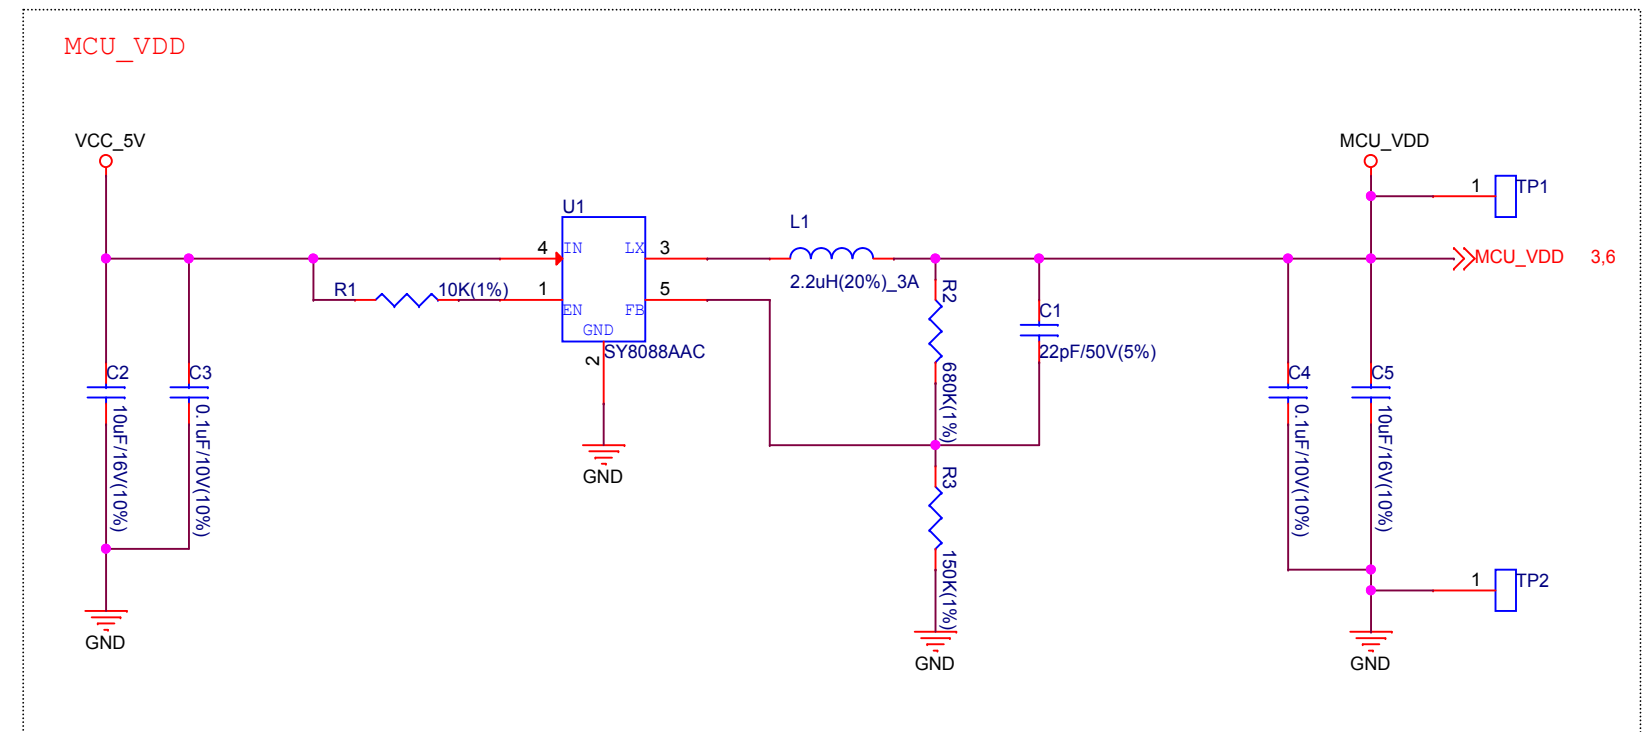 MCU_VDD
VCC_5V
MCU_VDD
1
TP1
U1
L1
4
IN
LX
3
MCU_VDD
3,6
2.2uH(20%)_3A
R1
10K(1%)
1
EN
FB
5
GND
SY8088AAC
2
GND
R2
680K(1%)
C1
22pF/50V(5%)
C2
10uF/16V(10%)
C3
0.1uF/10V(10%)
C4
0.1uF/10V(10%)
C5
10uF/16V(10%)
R3
150K(1%)
1
TP2
GND
GND
GND